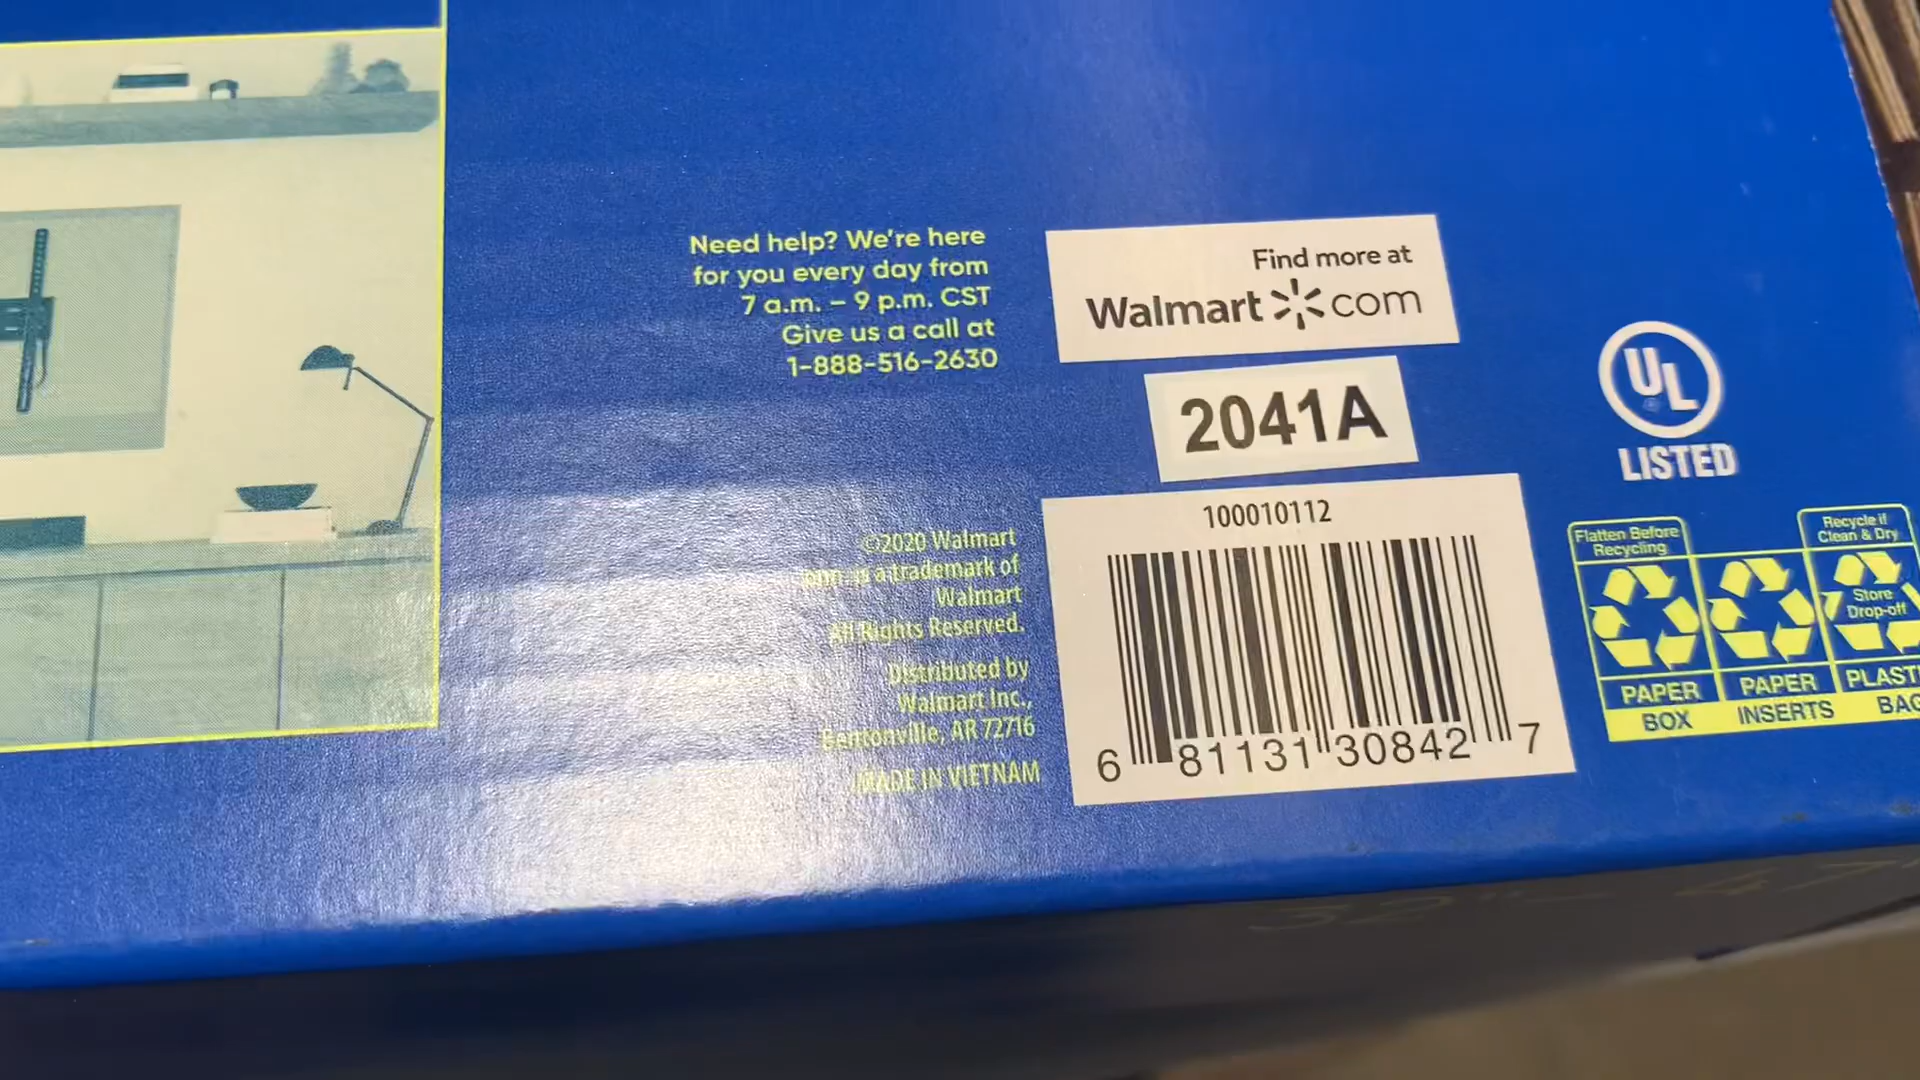 Need help? We're here
for you every day from
7 a.m. – 9 p.m. CST
Give us a call at
1-888-516-2630
Find more at
Walmart com
2041A
UL
LISTED
©2020 Walmart
onn. is a trademark of
Walmart
All Rights Reserved.
Distributed by
Walmart Inc.,
Bentonville, AR 72716
MADE IN VIETNAM
100010112
6 81131 30842 7
Flatten Before
Recycling
PAPER
BOX
PAPER
INSERTS
Recycle if
Clean & Dry
Store
Drop-off
PLASTI
BAG